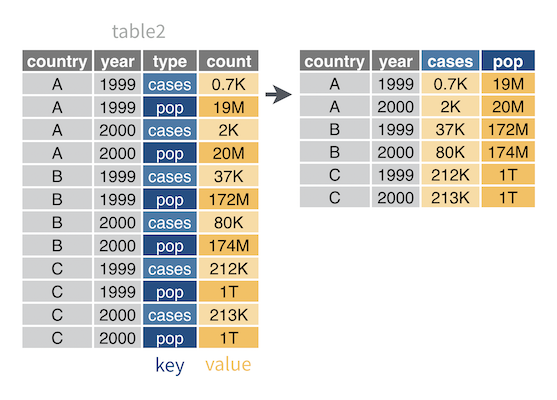 table2
country year type count
A 1999 cases 0.7K
A 1999 pop 19M
A 2000 cases 2K
A 2000 pop 20M
B 1999 cases 37K
B 1999 pop 172M
B 2000 cases 80K
B 2000 pop 174M
C 1999 cases 212K
C 1999 pop 1T
C 2000 cases 213K
C 2000 pop 1T
key value
country year cases pop
A 1999 0.7K 19M
A 2000 2K 20M
B 1999 37K 172M
B 2000 80K 174M
C 1999 212K 1T
C 2000 213K 1T